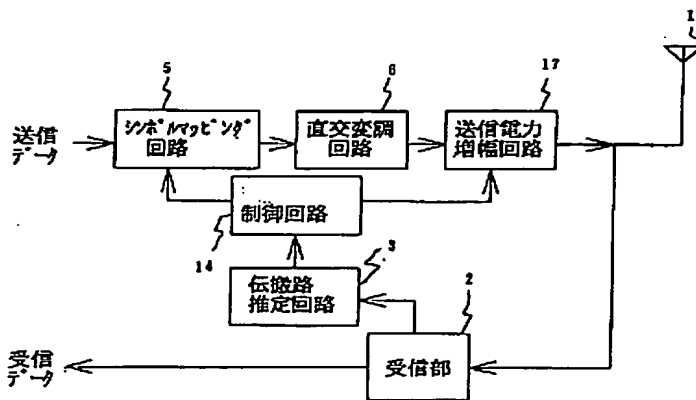 1
5
6
17
送信
データ
シンボルマッピング
回路
直交変調
回路
送信電力
増幅回路
制御回路
14
3
伝搬路
推定回路
2
受信部
受信
データ